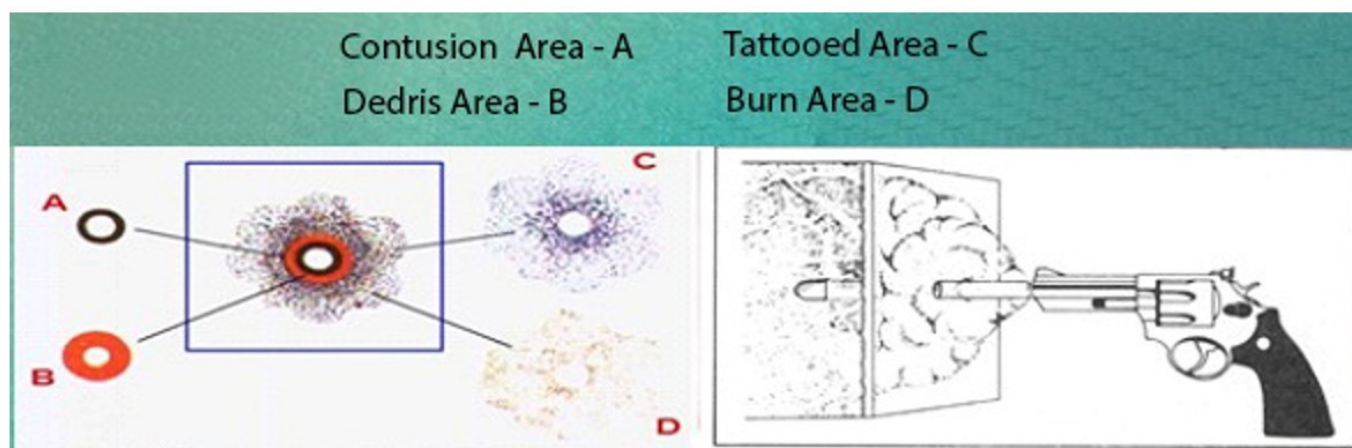 Contusion Area - A
Tattooed Area - C
Dedris Area - B
Burn Area - D
A
C
B
D